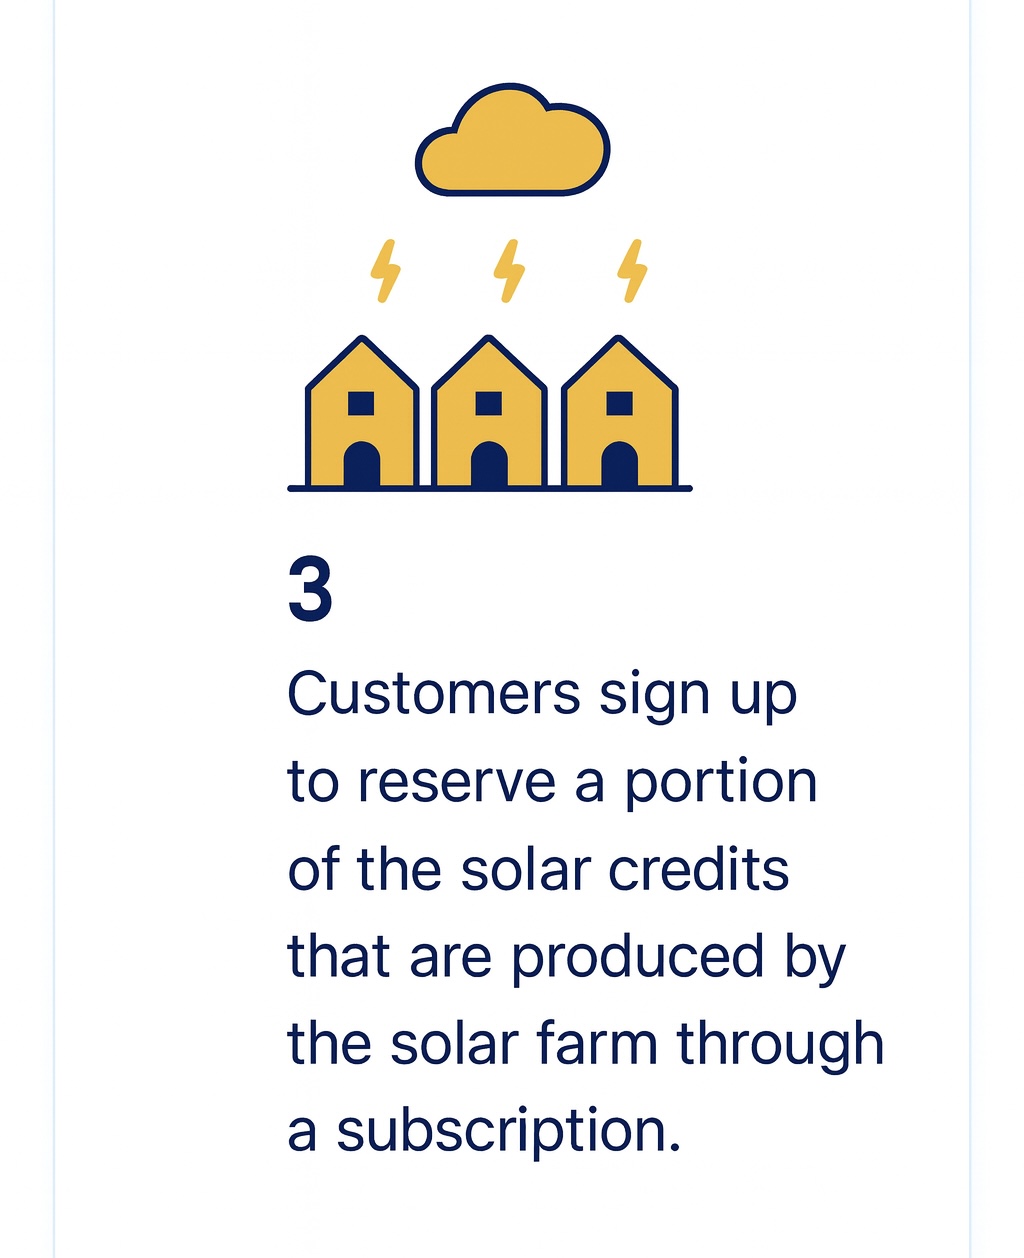 3
Customers sign up
to reserve a portion
of the solar credits
that are produced by
the solar farm through
a subscription.